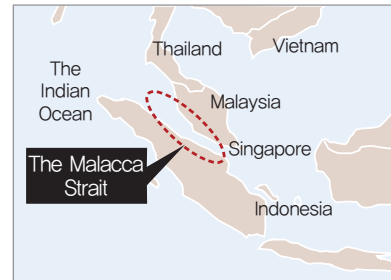 Thailand
Vietnam
The
Indian
Ocean
Malaysia
Singapore
The Malacca
Strait
Indonesia